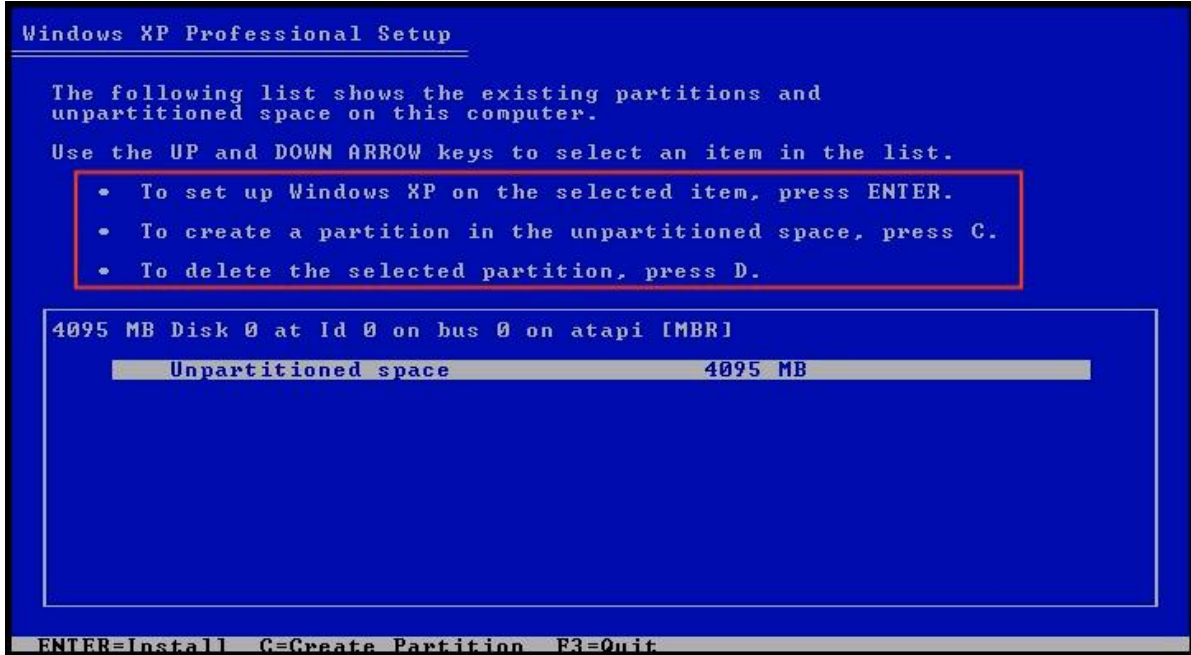 Windows XP Professional Setup
The following list shows the existing partitions and
unpartitioned space on this computer.
Use the UP and DOWN ARROW keys to select an item in the list.
• To set up Windows XP on the selected item, press ENTER.
• To create a partition in the unpartitioned space, press C.
• To delete the selected partition, press D.
4095 MB Disk 0 at Id 0 on bus 0 on atapi [MBR]
Unpartitioned space 4095 MB
ENTER=Install C=Create Partition F3=Quit